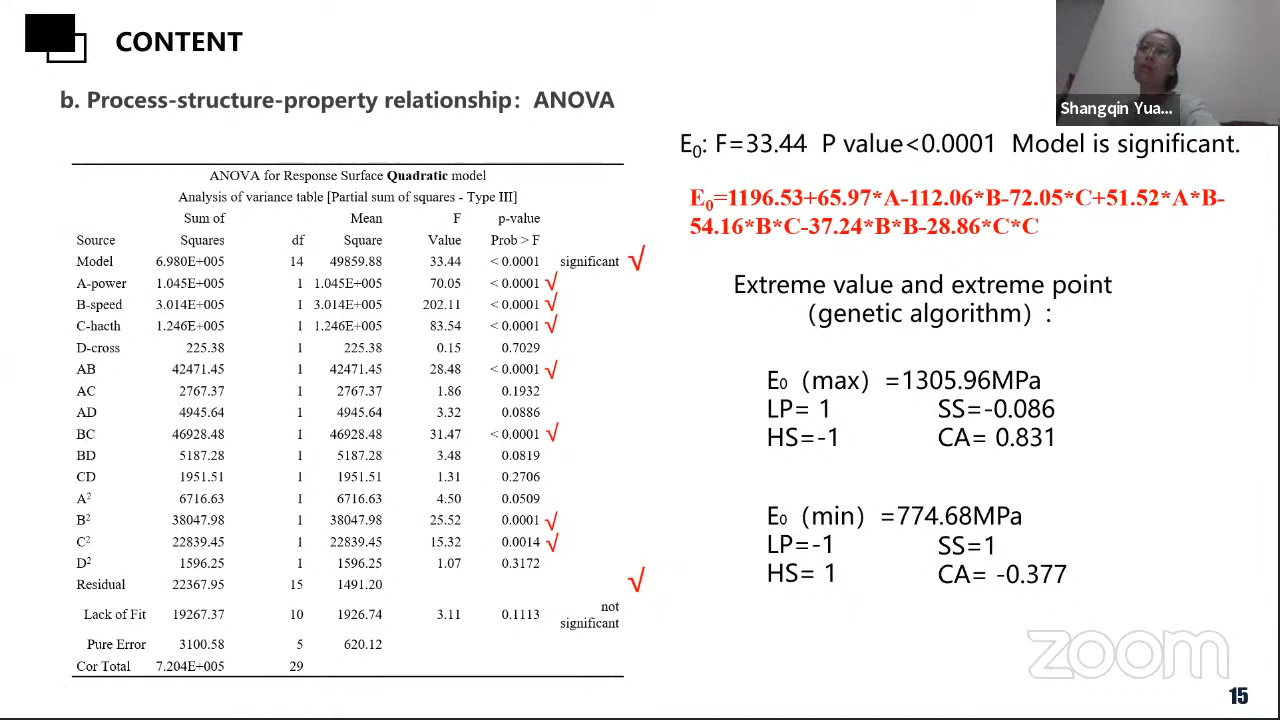 CONTENT
b. Process-structure-property relationship：ANOVA
Shangqin Yua...
ANOVA for Response Surface Quadratic model
Analysis of variance table [Partial sum of squares - Type III]
Sum of Mean F p-value
Source Squares df Square Value Prob > F
Model 6.980E+005 14 49859.88 33.44 < 0.0001 significant √
A-power 1.045E+005 1 1.045E+005 70.05 < 0.0001 √
B-speed 3.014E+005 1 3.014E+005 202.11 < 0.0001 √
C-hacth 1.246E+005 1 1.246E+005 83.54 < 0.0001 √
D-cross 225.38 1 225.38 0.15 0.7029
AB 42471.45 1 42471.45 28.48 < 0.0001 √
AC 2767.37 1 2767.37 1.86 0.1932
AD 4945.64 1 4945.64 3.32 0.0886
BC 46928.48 1 46928.48 31.47 < 0.0001 √
BD 5187.28 1 5187.28 3.48 0.0819
CD 1951.51 1 1951.51 1.31 0.2706
A² 6716.63 1 6716.63 4.50 0.0509
B² 38047.98 1 38047.98 25.52 0.0001 √
C² 22839.45 1 22839.45 15.32 0.0014 √
D² 1596.25 1 1596.25 1.07 0.3172
Residual 22367.95 15 1491.20 √
Lack of Fit 19267.37 10 1926.74 3.11 0.1113 not significant
Pure Error 3100.58 5 620.12
Cor Total 7.204E+005 29
E₀: F=33.44 P value<0.0001 Model is significant.
E₀=1196.53+65.97*A-112.06*B-72.05*C+51.52*A*B-
54.16*B*C-37.24*B*B-28.86*C*C
Extreme value and extreme point
（genetic algorithm）:
E₀（max）=1305.96MPa
LP= 1 SS=-0.086
HS=-1 CA= 0.831
E₀（min）=774.68MPa
LP=-1 SS=1
HS= 1 CA= -0.377
zoom
15